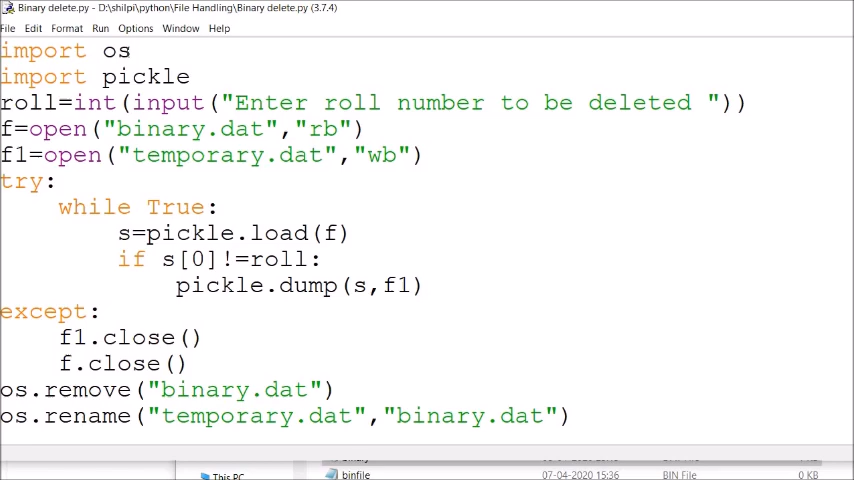 Binary delete.py - D:\shilpi\python\File Handling\Binary delete.py (3.7.4)
File Edit Format Run Options Window Help
import os
import pickle
roll=int(input("Enter roll number to be deleted "))
f=open("binary.dat","rb")
f1=open("temporary.dat","wb")
try:
    while True:
        s=pickle.load(f)
        if s[0]!=roll:
            pickle.dump(s,f1)
except:
    f1.close()
    f.close()
os.remove("binary.dat")
os.rename("temporary.dat","binary.dat")
This PC
binfile 07-04-2020 15:36 BIN File 0 KB